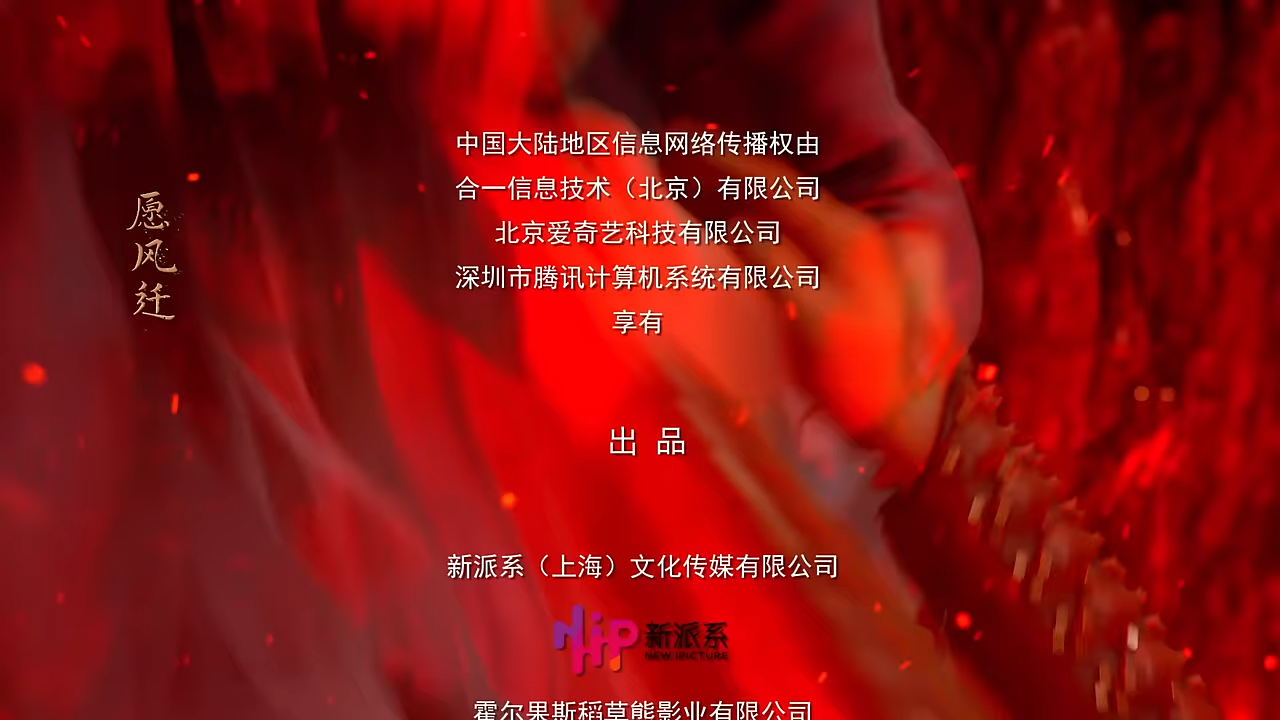 中国大陆地区信息网络传播权由
合一信息技术（北京）有限公司
北京爱奇艺科技有限公司
深圳市腾讯计算机系统有限公司
享有
愿风迁
出 品
新派系（上海）文化传媒有限公司
新派系
NEW IPICTURE
霍尔果斯稻草熊影业有限公司